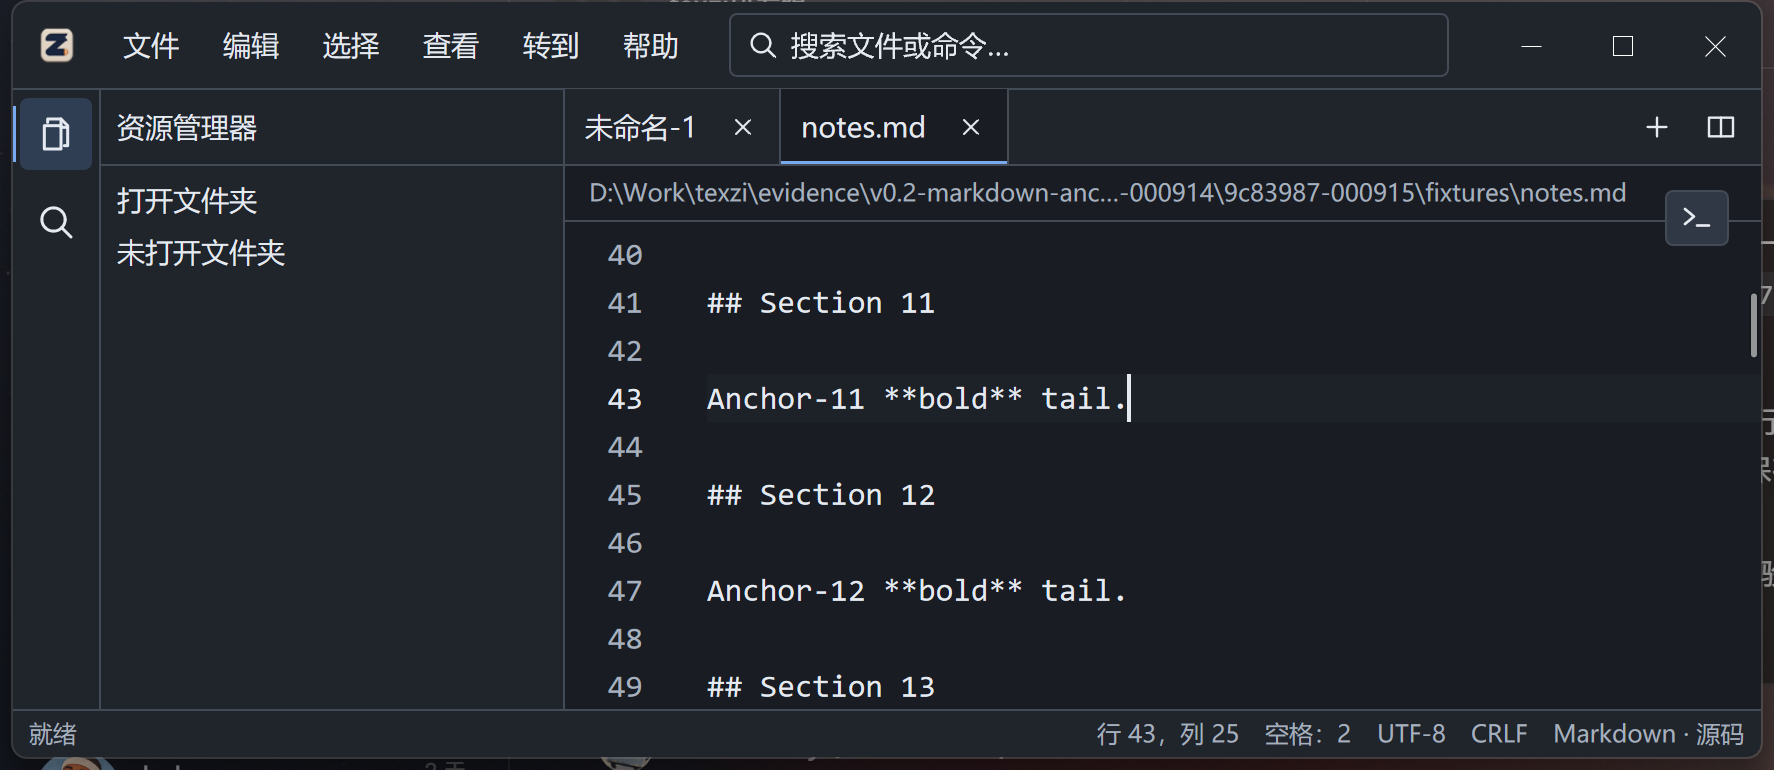 文件 编辑 选择 查看 转到 帮助 搜索文件或命令...
资源管理器
打开文件夹
未打开文件夹
未命名-1 notes.md
D:\Work\texzi\evidence\v0.2-markdown-anc...-000914\9c83987-000915\fixtures\notes.md
40
41 ## Section 11
42
43 Anchor-11 **bold** tail.
44
45 ## Section 12
46
47 Anchor-12 **bold** tail.
48
49 ## Section 13
就绪 行 43，列 25 空格：2 UTF-8 CRLF Markdown · 源码